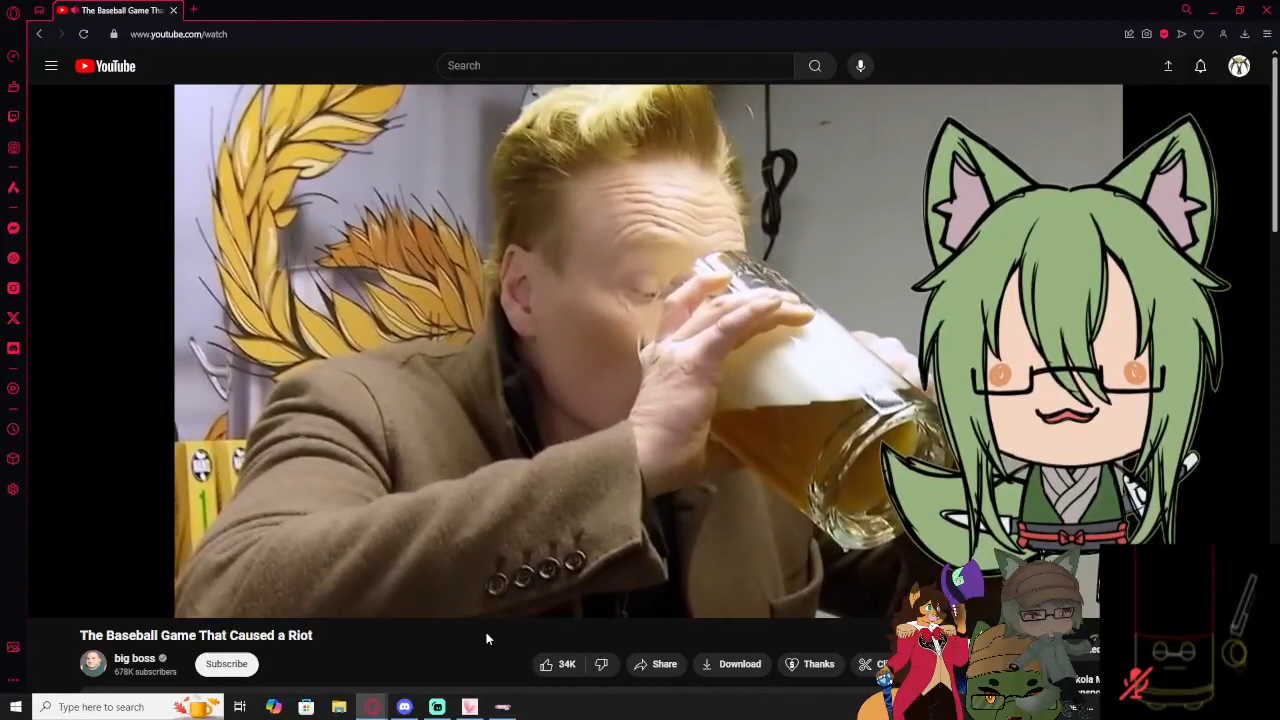 The Baseball Game Tha
www.youtube.com/watch
YouTube
Search
The Baseball Game That Caused a Riot
big boss
678K subscribers
Subscribe
34K
Share
Download
Thanks
Type here to search